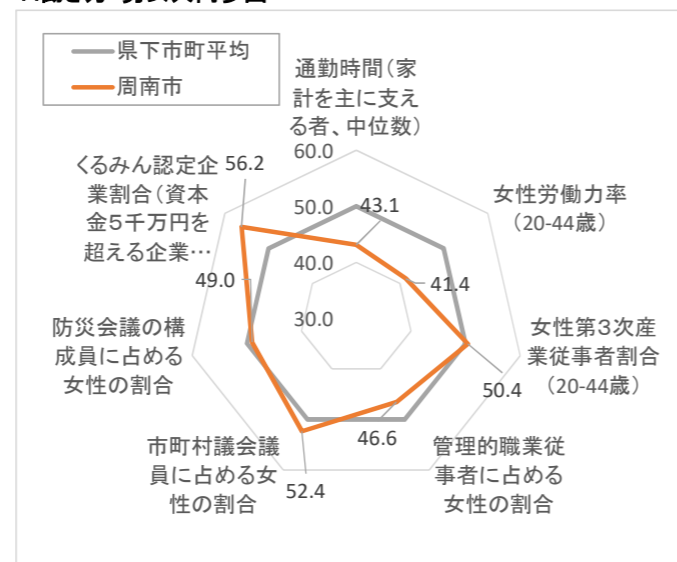 県下市町平均
周南市
通勤時間（家
計を主に支え
る者、中位数）
60.0
50.0
40.0
30.0
43.1
女性労働力率
（20-44歳）
41.4
女性第３次産
業従事者割合
（20-44歳）
50.4
管理的職業従
事者に占める
女性の割合
46.6
市町村議会議
員に占める女
性の割合
52.4
防災会議の構
成員に占める
女性の割合
49.0
くるみん認定企
業割合（資本
金５千万円を
超える企業…
56.2